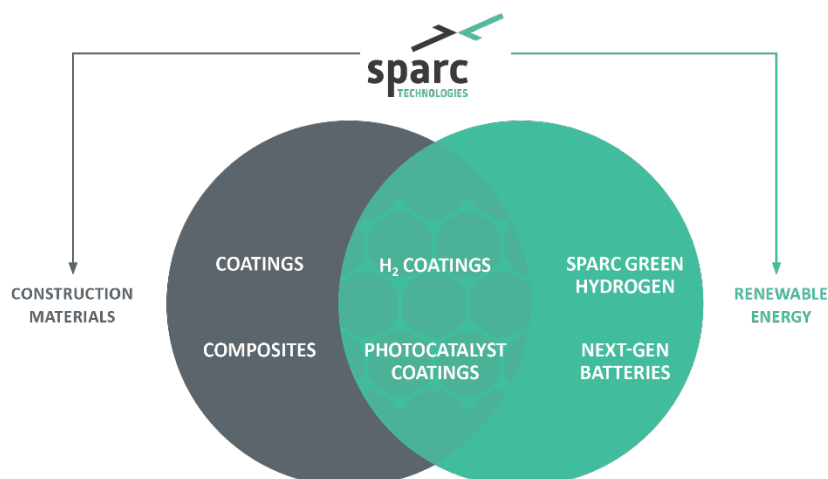 sparc
TECHNOLOGIES
CONSTRUCTION
MATERIALS
COATINGS
COMPOSITES
H₂ COATINGS
PHOTOCATALYST
COATINGS
SPARC GREEN
HYDROGEN
NEXT-GEN
BATTERIES
RENEWABLE
ENERGY